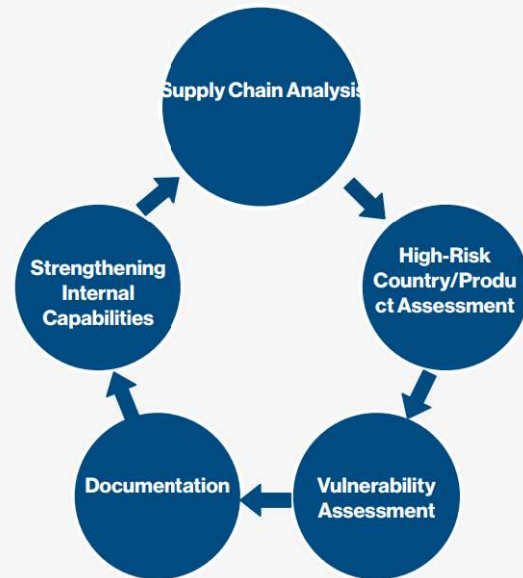 Supply Chain Analysis
High-Risk
Country/Produ
ct Assessment
Vulnerability
Assessment
Documentation
Strengthening
Internal
Capabilities